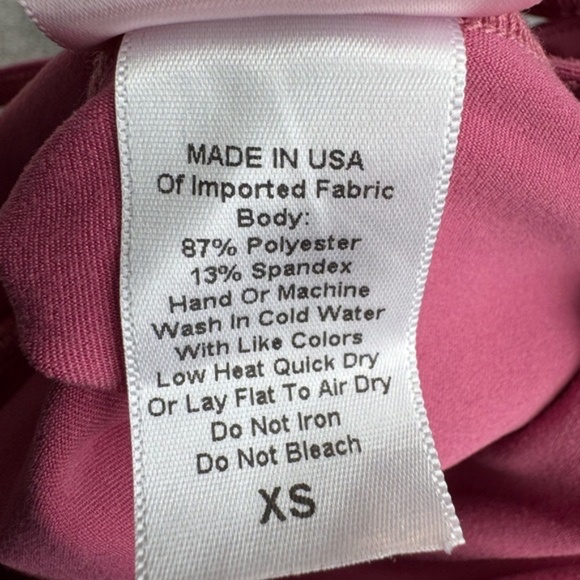 MADE IN USA
Of Imported Fabric
Body:
87% Polyester
13% Spandex
Hand Or Machine
Wash In Cold Water
With Like Colors
Low Heat Quick Dry
Or Lay Flat To Air Dry
Do Not Iron
Do Not Bleach
XS